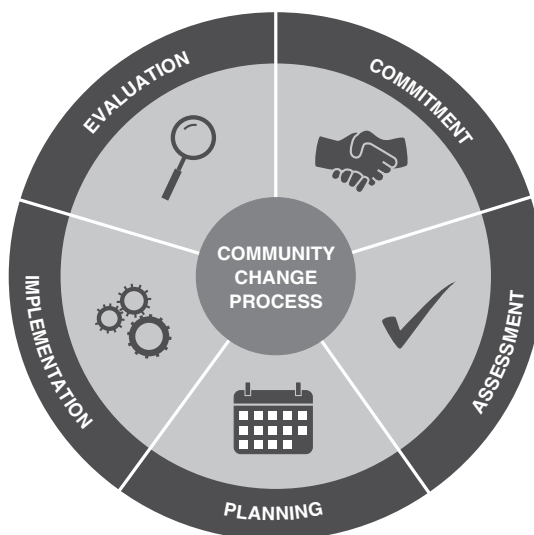 EVALUATION
COMMITMENT
COMMUNITY
CHANGE
PROCESS
IMPLEMENTATION
ASSESSMENT
PLANNING